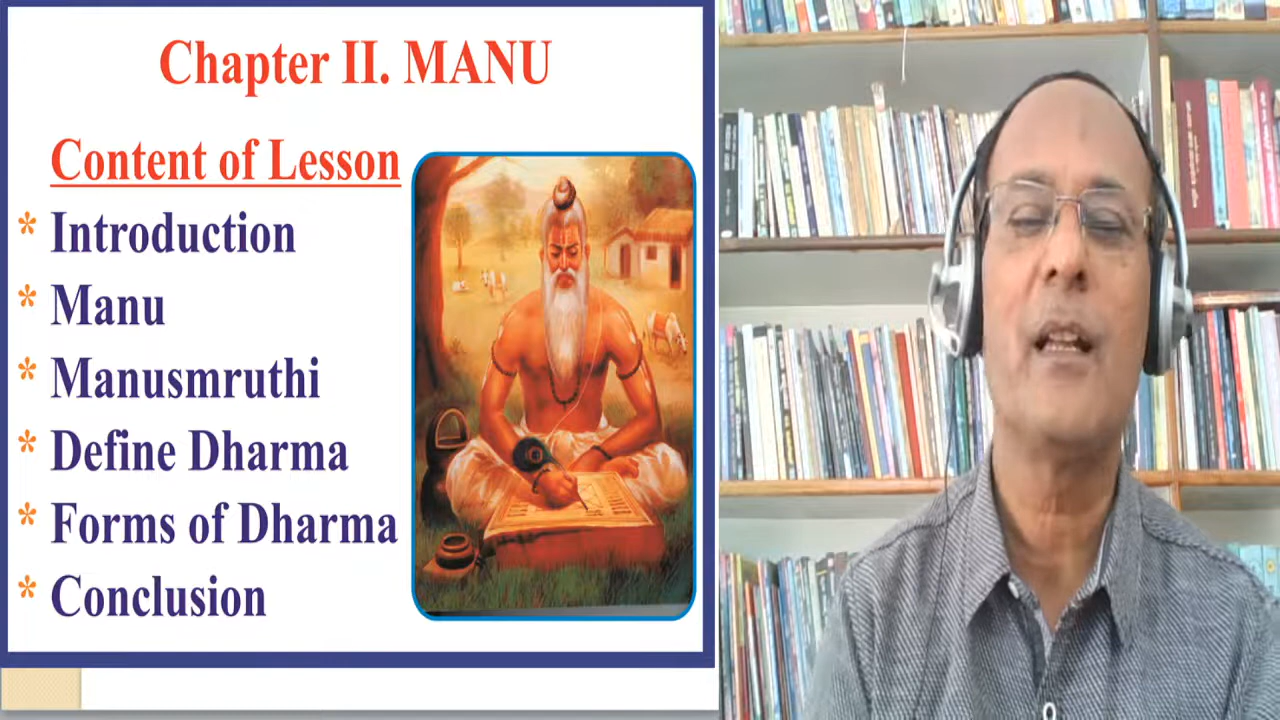 Chapter II. MANU
Content of Lesson
* Introduction
* Manu
* Manusmruthi
* Define Dharma
* Forms of Dharma
* Conclusion